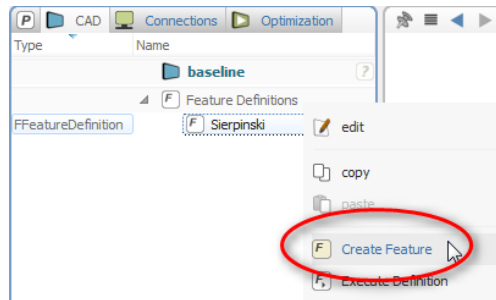 P CAD Connections Optimization
Type Name
baseline ?
F Feature Definitions
FFeatureDefinition F Sierpinski
edit
copy
paste
F Create Feature
F Execute Definition